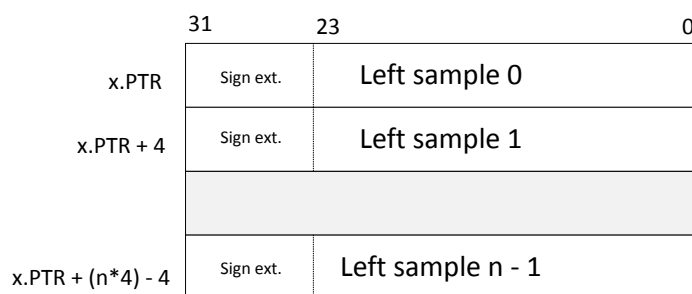 31 23 0
x.PTR Sign ext. Left sample 0
x.PTR + 4 Sign ext. Left sample 1
x.PTR + (n*4) - 4 Sign ext. Left sample n - 1